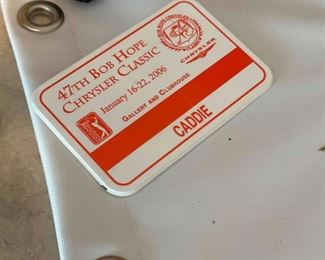 47TH BOB HOPE
CHRYSLER CLASSIC
January 16-22, 2006
GALLERY AND CLUBHOUSE
CHRYSLER
CADDIE